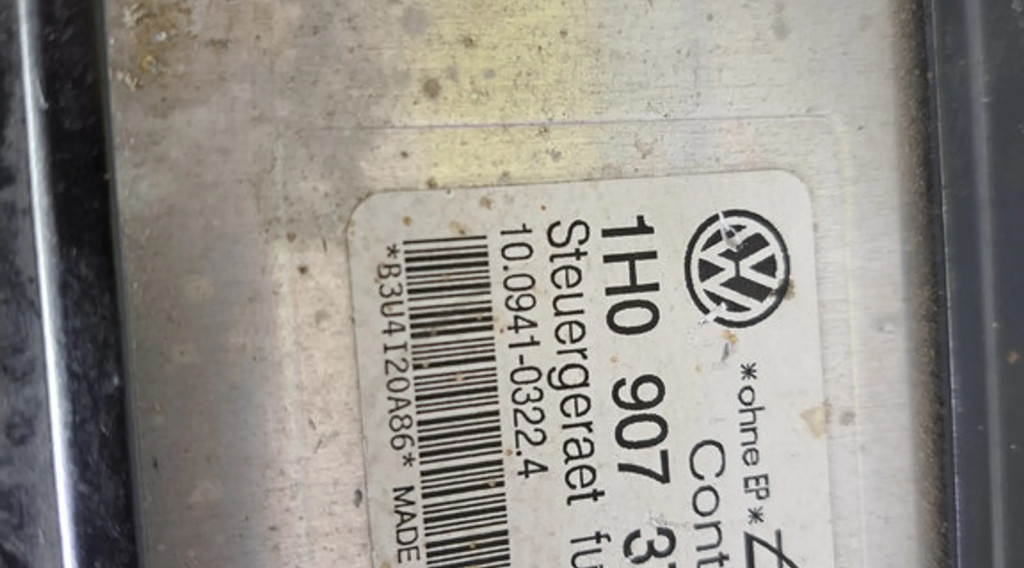 *ohne EP*
Cont
1H0 907 3
Steuergeraet fu
10.0941-0322.4
*B3U4I20A86* MADE